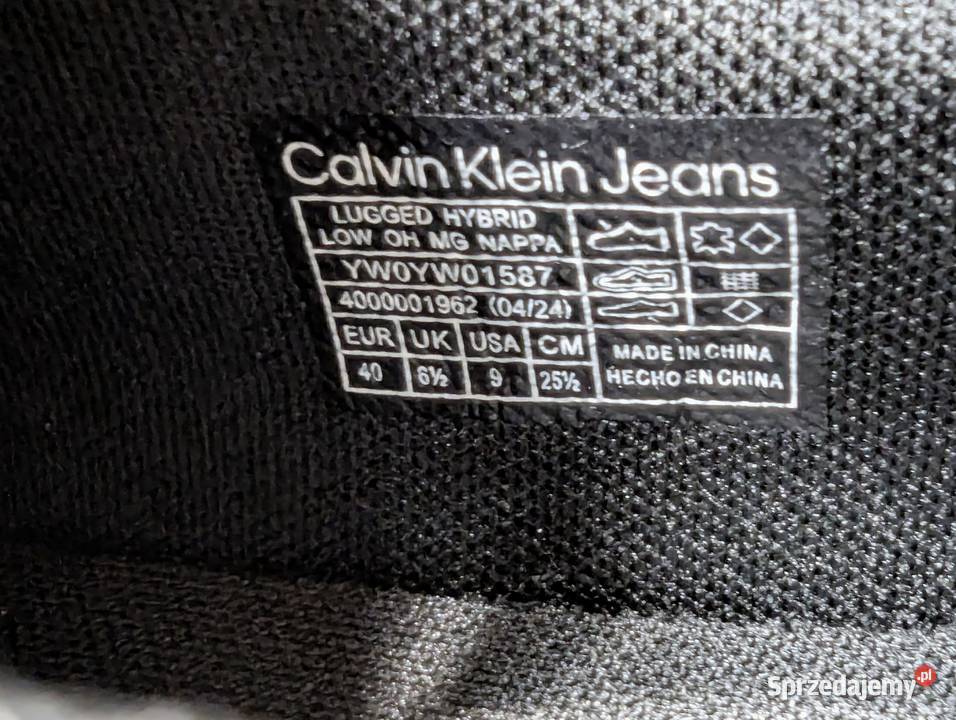 Calvin Klein Jeans
LUGGED HYBRID
LOW OH MG NAPPA
YW0YW01587
4000001962 (04/24)
EUR UK USA CM
40 6½ 9 25½
MADE IN CHINA
HECHO EN CHINA
Sprzedajemy.pl